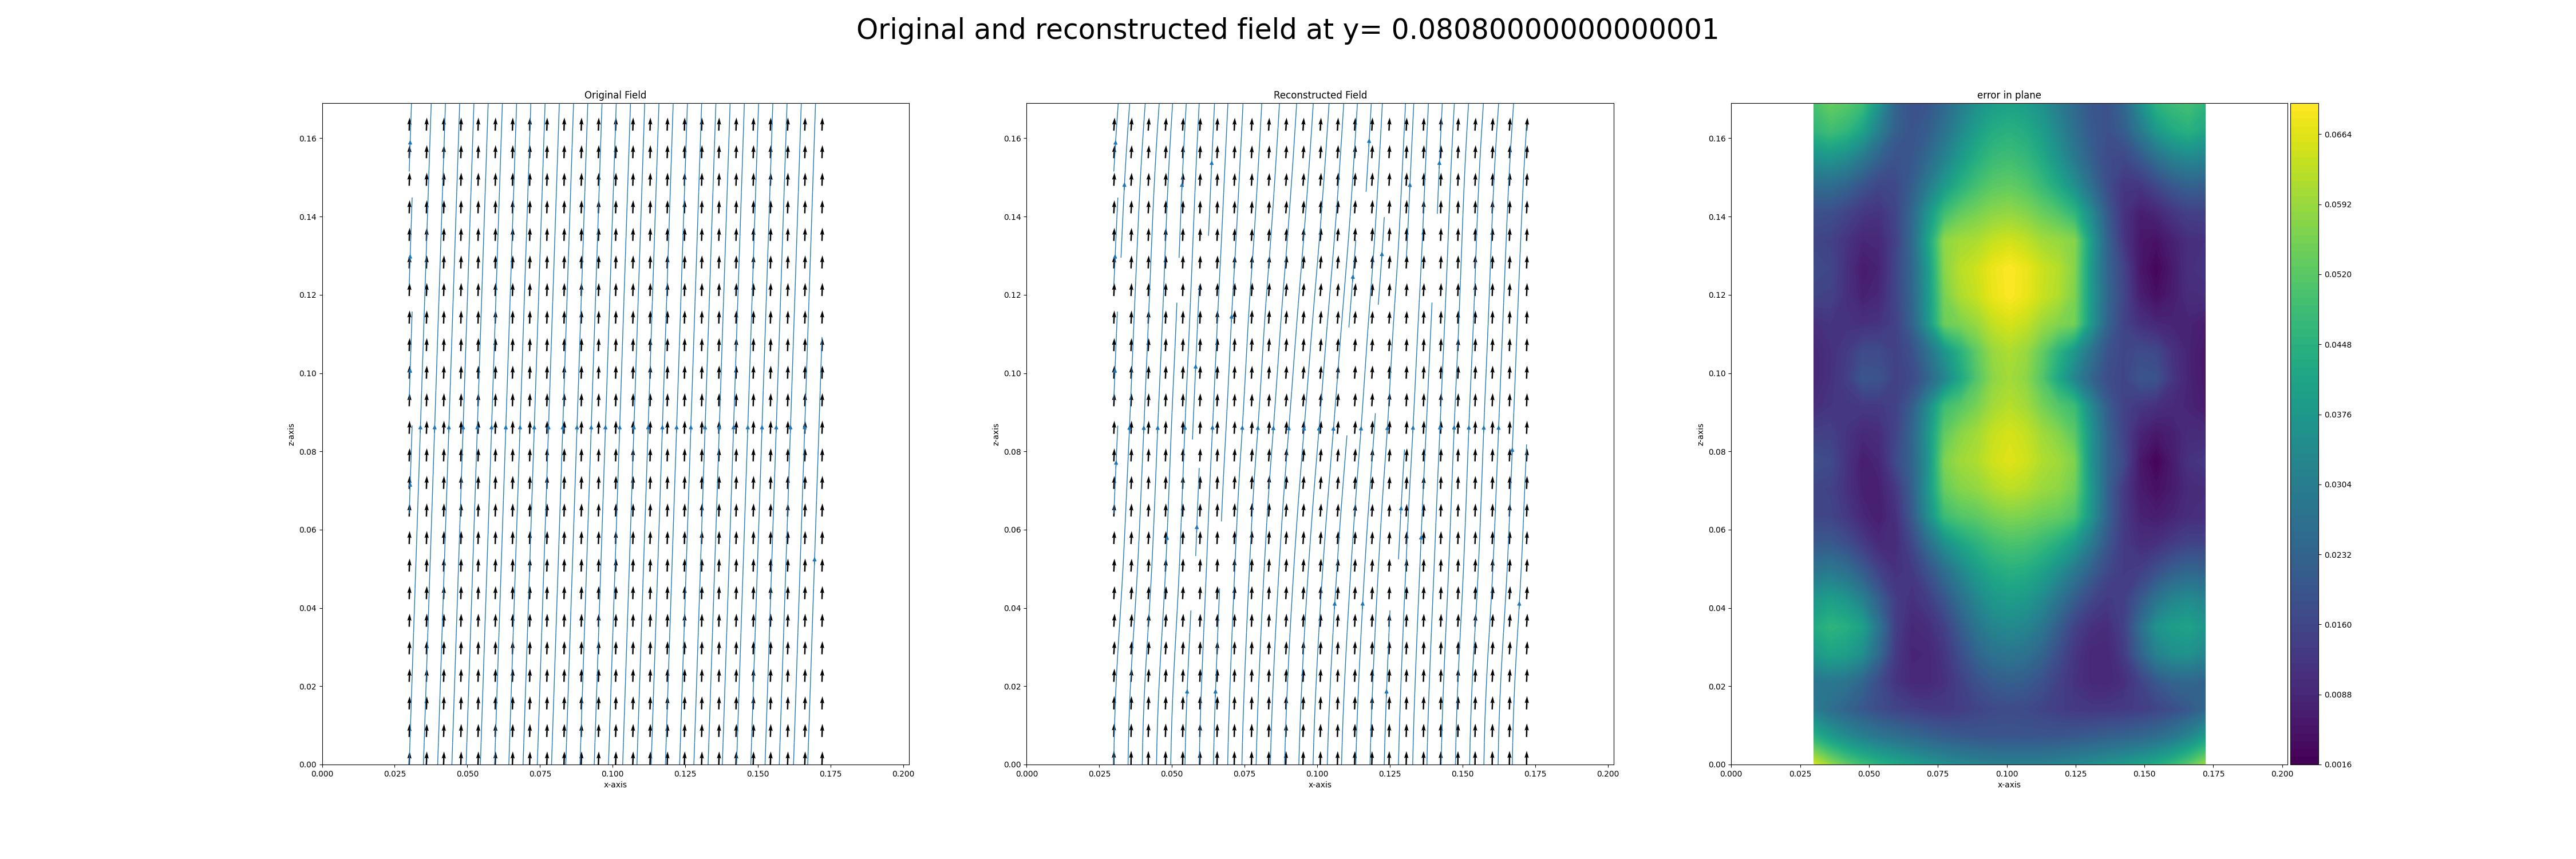 Original and reconstructed field at y= 0.08080000000000001
Original Field
Reconstructed Field
error in plane
0.16
0.14
0.12
0.10
0.08
0.06
0.04
0.02
0.00
z-axis
0.000 0.025 0.050 0.075 0.100 0.125 0.150 0.175 0.200
x-axis
0.16
0.14
0.12
0.10
0.08
0.06
0.04
0.02
0.00
z-axis
0.000 0.025 0.050 0.075 0.100 0.125 0.150 0.175 0.200
x-axis
0.16
0.14
0.12
0.10
0.08
0.06
0.04
0.02
0.00
z-axis
0.000 0.025 0.050 0.075 0.100 0.125 0.150 0.175 0.200
x-axis
0.0664
0.0592
0.0520
0.0448
0.0376
0.0304
0.0232
0.0160
0.0088
0.0016